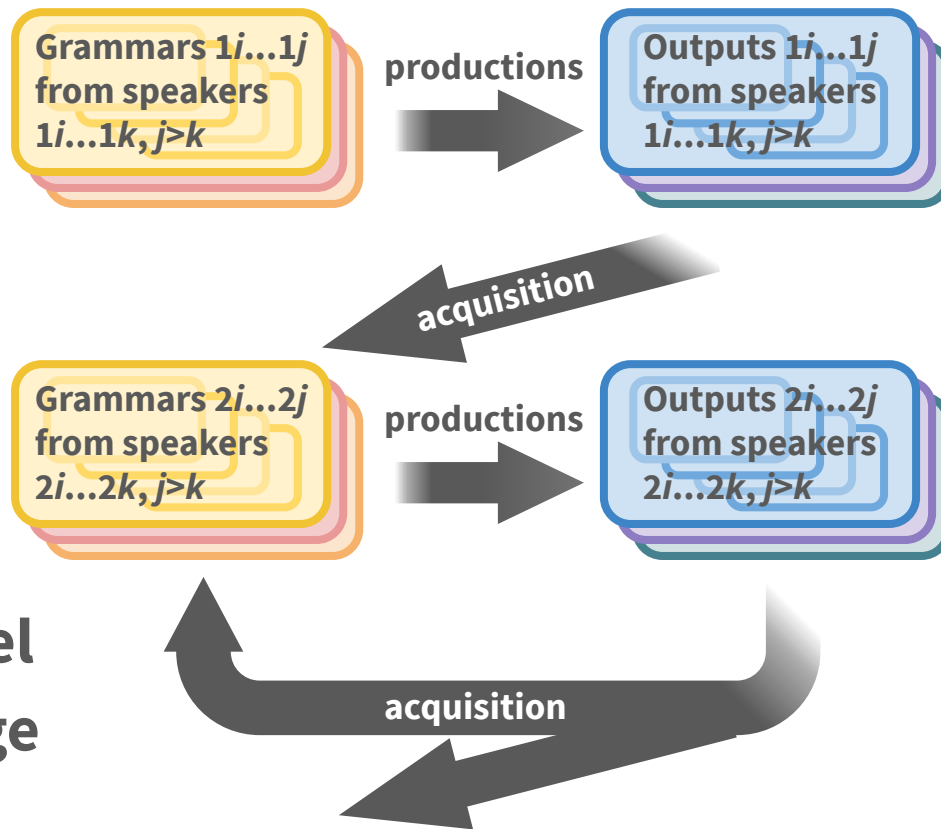 Grammars 1i...1j
from speakers
1i...1k, j>k
productions
Outputs 1i...1j
from speakers
1i...1k, j>k
acquisition
Grammars 2i...2j
from speakers
2i...2k, j>k
productions
Outputs 2i...2j
from speakers
2i...2k, j>k
el
ge
acquisition